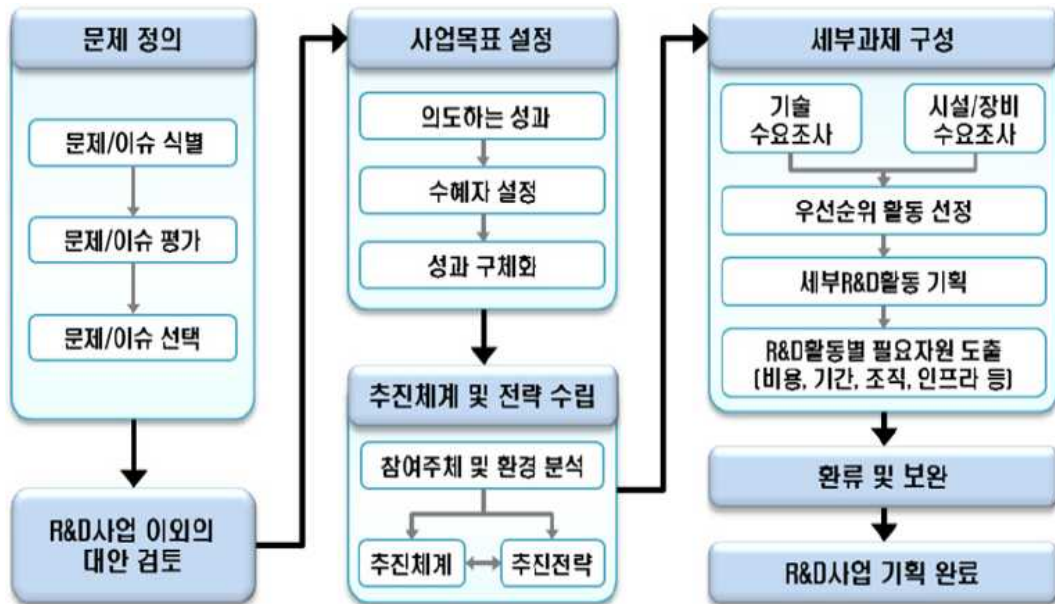 문제 정의
문제/이슈 식별
문제/이슈 평가
문제/이슈 선택
R&D사업 이외의
대안 검토
사업목표 설정
의도하는 성과
수혜자 설정
성과 구체화
추진체계 및 전략 수립
참여주체 및 환경 분석
추진체계
추진전략
세부과제 구성
기술
수요조사
시설/장비
수요조사
우선순위 활동 선정
세부R&D활동 기획
R&D활동별 필요자원 도출
(비용, 기간, 조직, 인프라 등)
환류 및 보완
R&D사업 기획 완료